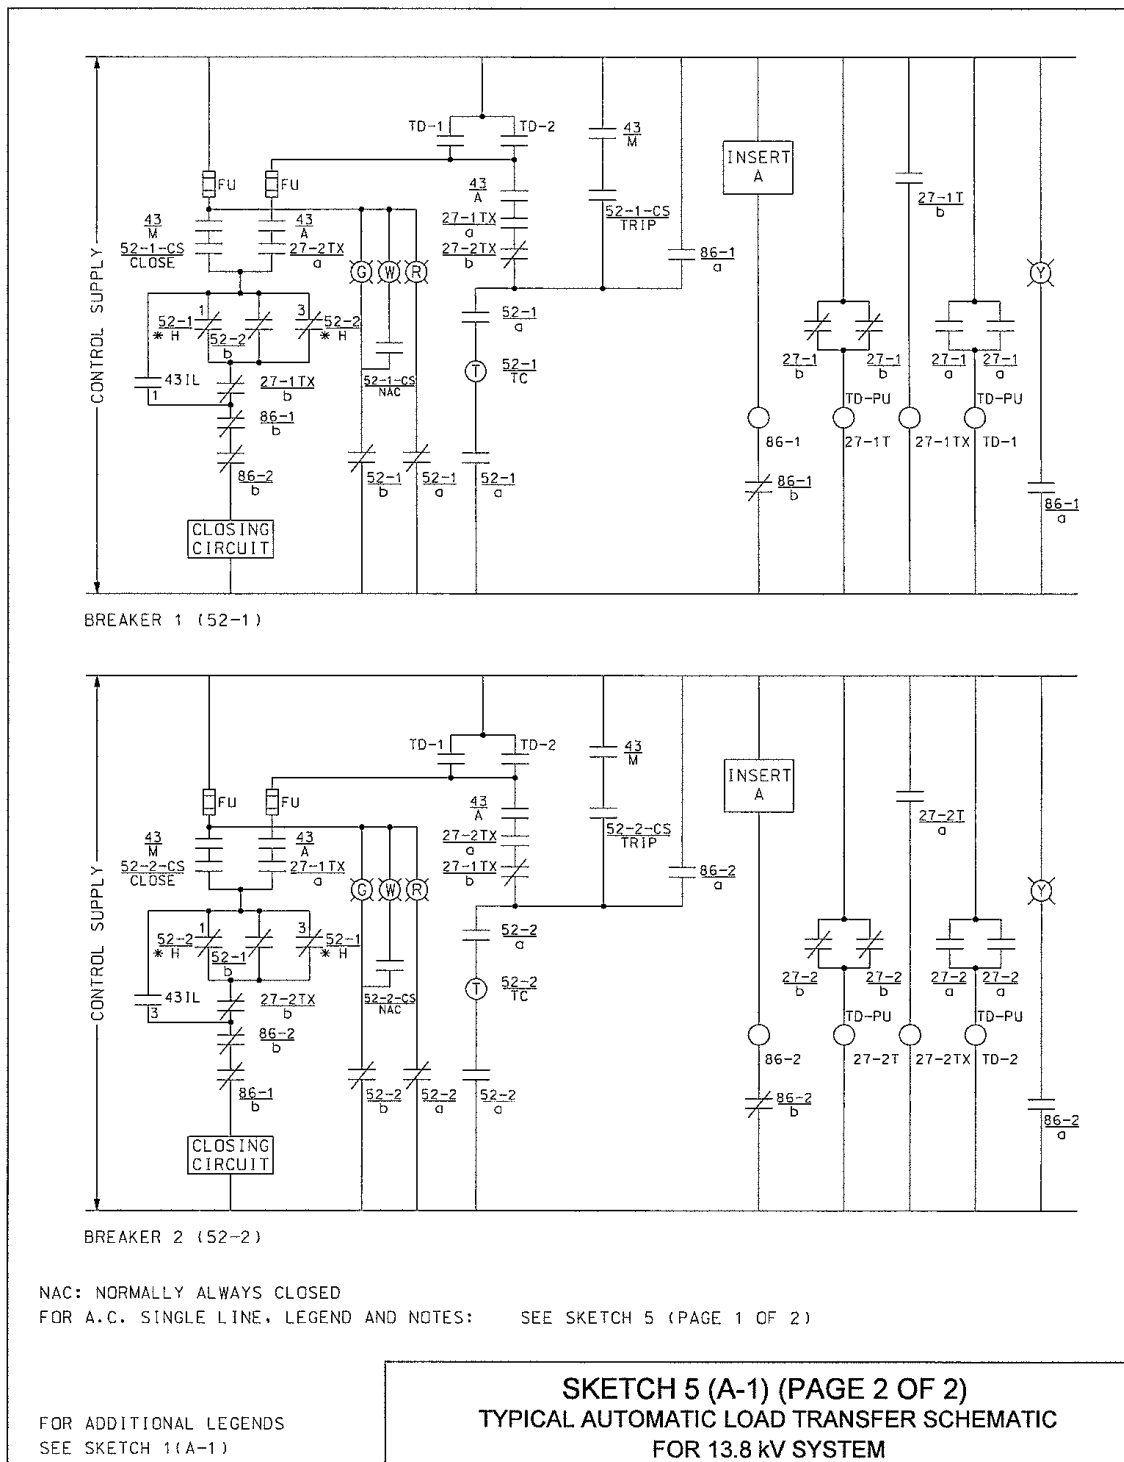 TD-1
TD-2
43
M
INSERT
A
FU
FU
43
A
27-1T
b
43
M
43
A
27-1TX
a
52-1-CS
TRIP
52-1-CS
CLOSE
27-2TX
a
27-2TX
b
86-1
a
G
W
R
Y
CONTROL SUPPLY
1
3
52-1
* H
52-2
b
52-2
* H
52-1
a
27-1
b
27-1
b
27-1
a
27-1
a
43IL
1
27-1TX
b
52-1-CS
NAC
T
52-1
TC
TD-PU
TD-PU
86-1
b
86-1
27-1T
27-1TX
TD-1
86-2
b
52-1
b
52-1
a
52-1
a
86-1
b
86-1
a
CLOSING
CIRCUIT
BREAKER 1 (52-1)
TD-1
TD-2
43
M
INSERT
A
FU
FU
43
A
27-2T
a
43
M
43
A
27-2TX
a
52-2-CS
TRIP
52-2-CS
CLOSE
27-1TX
a
27-1TX
b
86-2
a
G
W
R
Y
CONTROL SUPPLY
1
3
52-2
* H
52-1
b
52-1
* H
52-2
a
27-2
b
27-2
b
27-2
a
27-2
a
43IL
3
27-2TX
b
52-2-CS
NAC
T
52-2
TC
TD-PU
TD-PU
86-2
b
86-2
27-2T
27-2TX
TD-2
86-1
b
52-2
b
52-2
a
52-2
a
86-2
b
86-2
a
CLOSING
CIRCUIT
BREAKER 2 (52-2)
NAC: NORMALLY ALWAYS CLOSED
FOR A.C. SINGLE LINE, LEGEND AND NOTES: SEE SKETCH 5 (PAGE 1 OF 2)
FOR ADDITIONAL LEGENDS
SEE SKETCH 1(A-1)
SKETCH 5 (A-1) (PAGE 2 OF 2)
TYPICAL AUTOMATIC LOAD TRANSFER SCHEMATIC
FOR 13.8 kV SYSTEM